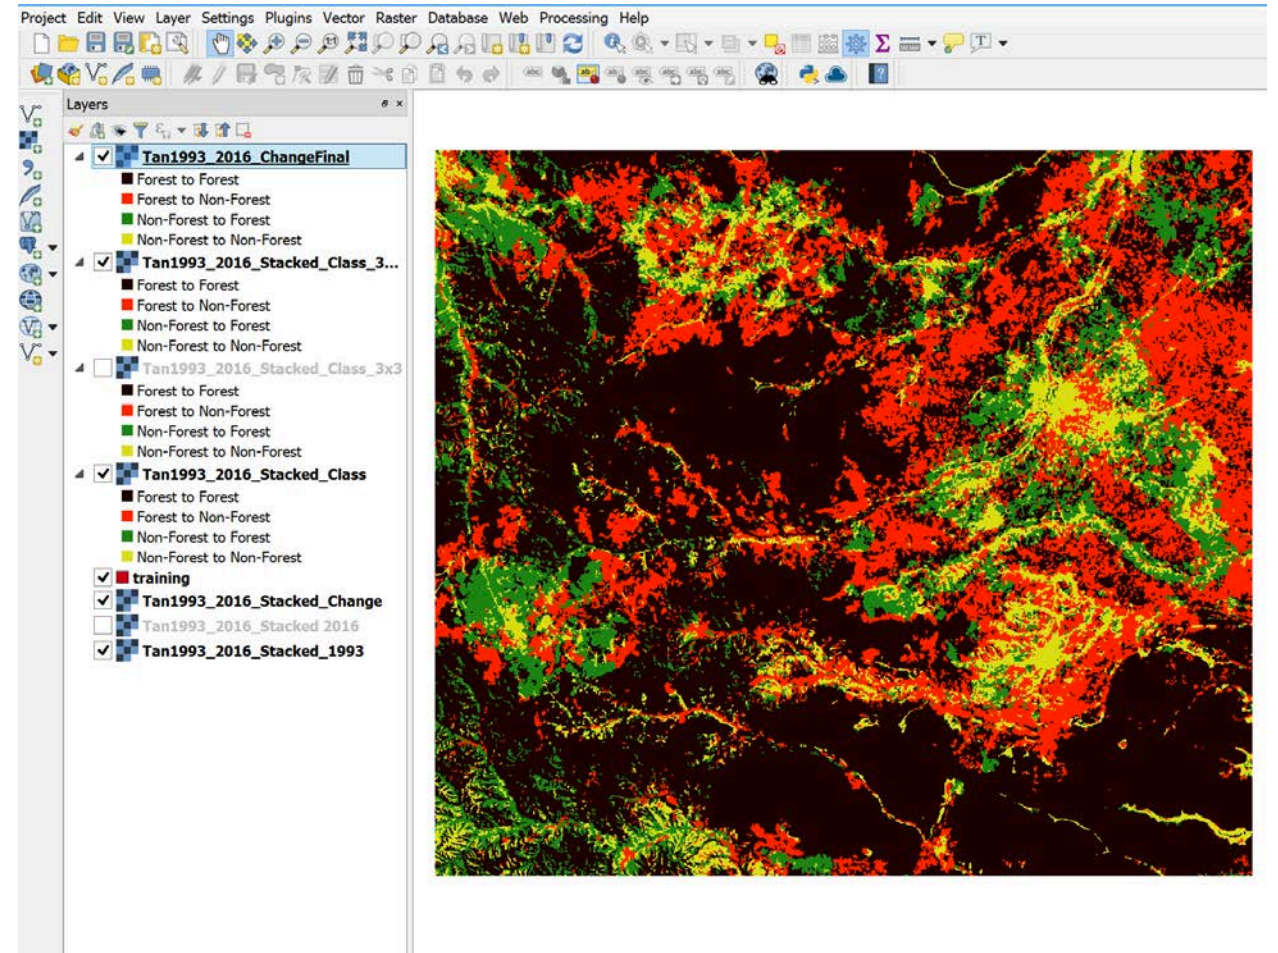 Project Edit View Layer Settings Plugins Vector Raster Database Web Processing Help
Layers
Tan1993_2016_ChangeFinal
Forest to Forest
Forest to Non-Forest
Non-Forest to Forest
Non-Forest to Non-Forest
Tan1993_2016_Stacked_Class_3...
Forest to Forest
Forest to Non-Forest
Non-Forest to Forest
Non-Forest to Non-Forest
Tan1993_2016_Stacked_Class_3x3
Forest to Forest
Forest to Non-Forest
Non-Forest to Forest
Non-Forest to Non-Forest
Tan1993_2016_Stacked_Class
Forest to Forest
Forest to Non-Forest
Non-Forest to Forest
Non-Forest to Non-Forest
training
Tan1993_2016_Stacked_Change
Tan1993_2016_Stacked 2016
Tan1993_2016_Stacked_1993